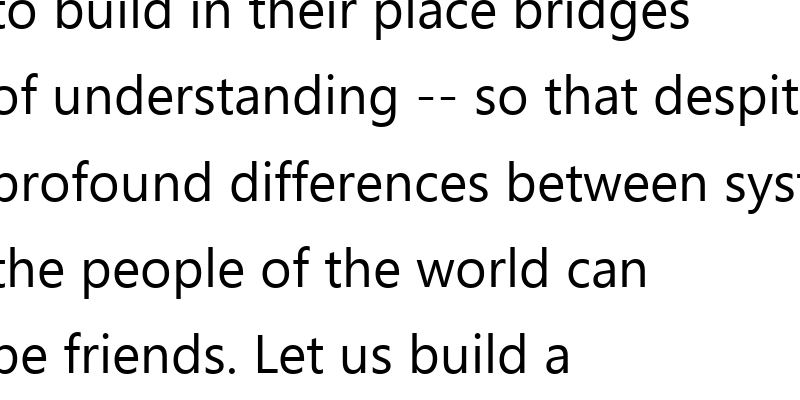 to build in their place bridges
of understanding -- so that despit
profound differences between syst
the people of the world can
be friends. Let us build a